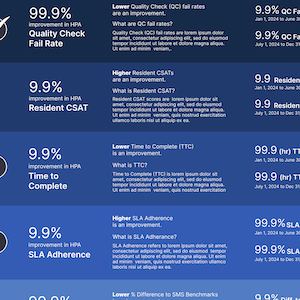 99.9%
improvement in HPA
Quality Check
Fail Rate
Lower Quality Check (QC) fail rates
are an improvement.
What are QC fail rates?
Quality Check (QC) fail rates are lorem ipsum dolor
sit amet, consectetur adipiscing elit, sed do eiusmod
tempor incididunt ut labore et dolore magna aliqua.
Ut enim ad minim veniam, quis nostrud
9.9% QC Fa
Jan 1, 2024 to June 30
9.9% QC Fa
July 1, 2024 to Dec 31
9.9%
improvement in HPA
Resident CSAT
Higher Resident CSATs
are an improvement.
What is Resident CSAT?
Resident CSAT scores are lorem ipsum dolor sit
amet, consectetur adipiscing elit, sed do eiusmod
tempor incididunt ut labore et dolore magna aliqua. Ut
enim ad minim veniam, quis nostrud exercitation
ullamco laboris nisi ut aliquip ex ea.
9.9 Residen
Jan 1, 2024 to June 30
9.9 Residen
July 1, 2024 to Dec 31
9.9%
improvement in HPA
Time to
Complete
Lower Time to Complete (TTC)
is an improvement.
What is TTC?
Time to Complete (TTC) is lorem ipsum dolor sit
amet, consectetur adipiscing elit, sed do eiusmod
tempor incididunt ut labore et dolore magna aliqua.
Ut enim ad minim veniam, quis nostrud exercitation
ullamco laboris.
99.9 (hr) TT
Jan 1, 2024 to June 30
99.9 (hr) TT
July 1, 2024 to Dec 31
9.9%
improvement in HPA
SLA Adherence
Higher SLA Adherence
is an improvement.
What is SLA Adherance?
SLA Adherence refers to lorem ipsum dolor sit amet,
consectetur adipiscing elit, sed do eiusmod tempor
incididunt ut labore et dolore magna aliqua. Ut enim
ad minim veniam, quis nostrud exercitation ullamco
laboris nisi ut aliquip ex ea.
99.9% SLA
Jan 1, 2024 to June 30
99.9% SLA
July 1, 2024 to Dec 31
99.9%
Lower % Difference to SMS Benchmarks
9.9% Diff